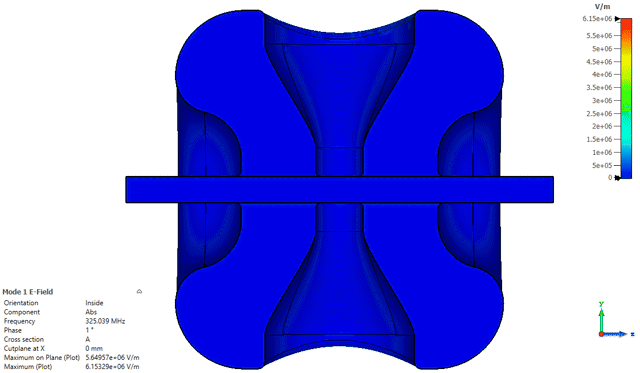 V/m
6.15e+06
5.5e+06
5e+06
4.5e+06
4e+06
3.5e+06
3e+06
2.5e+06
2e+06
1.5e+06
1e+06
5e+05
0
Mode 1 E-Field
Orientation Inside
Component Abs
Frequency 325.039 MHz
Phase 1 °
Cross section A
Cutplane at X 0 mm
Maximum on Plane (Plot) 5.64957e+06 V/m
Maximum (Plot) 6.15329e+06 V/m
y
x
z